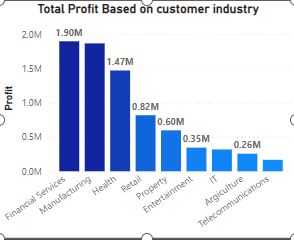 Total Profit Based on customer industry
Profit
2.0M
1.5M
1.0M
0.5M
0.0M
1.90M
1.47M
0.82M
0.60M
0.35M
0.26M
Financial Services
Manufacturing
Health
Retail
Property
Entertainment
IT
Argiculture
Telecommunications